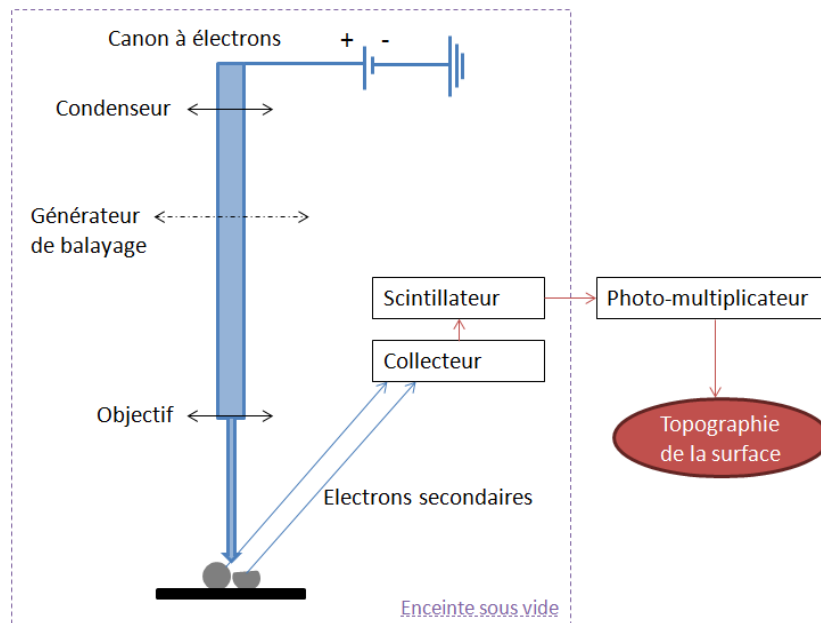 Canon à électrons
+ -
Condenseur
Générateur
de balayage
Scintillateur
Photo-multiplicateur
Collecteur
Objectif
Topographie
de la surface
Electrons secondaires
Enceinte sous vide